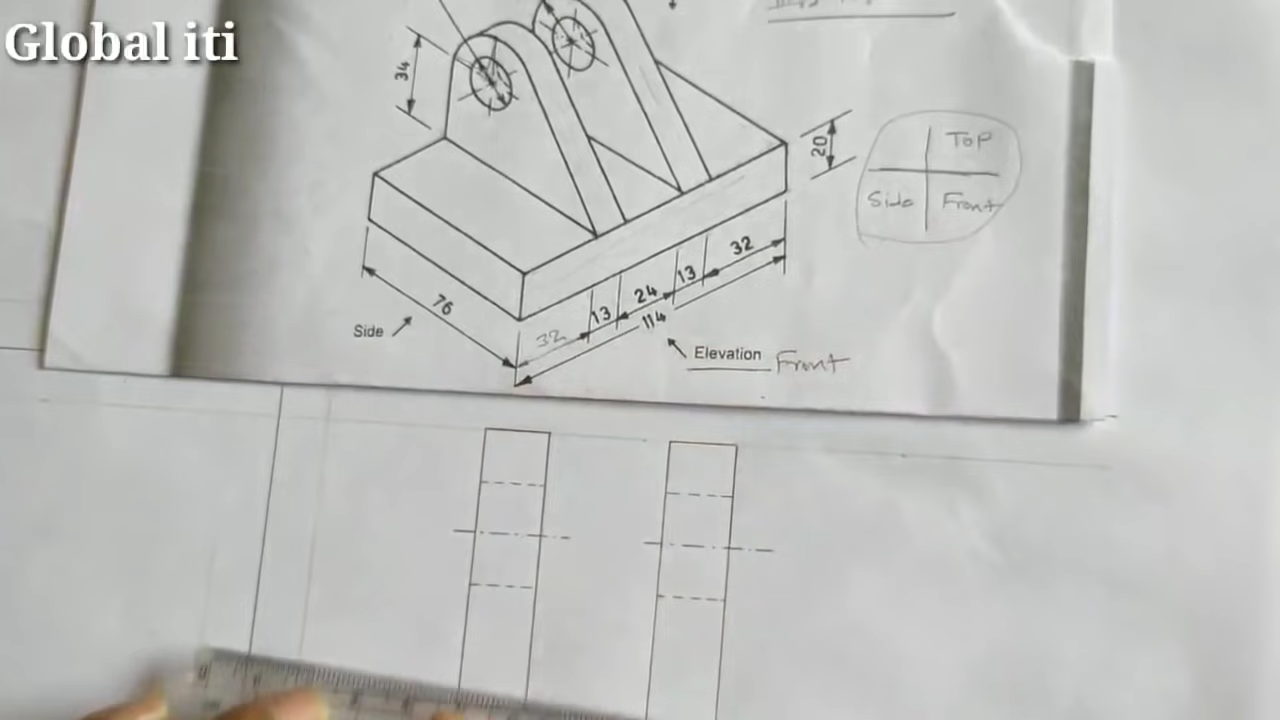 Global iti
34
20
TOP
Side
Front
76
32
13
24
13
32
114
Side
Elevation Front